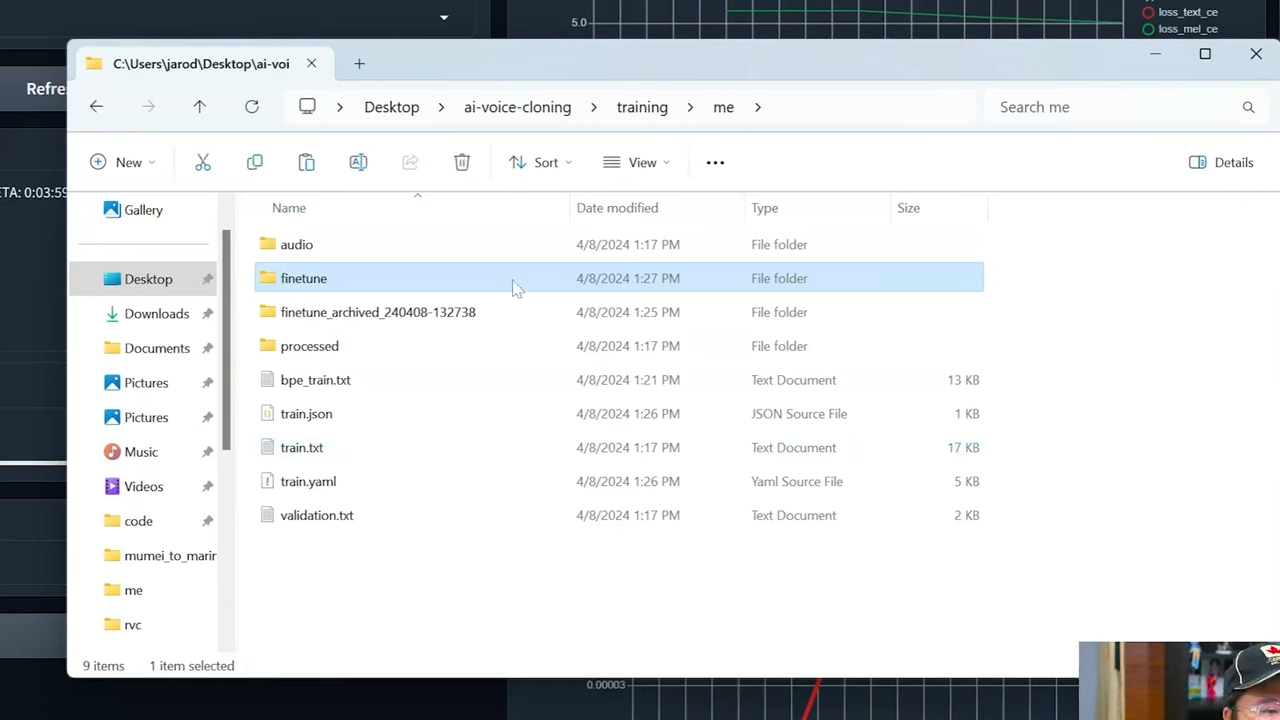 5.0
loss_text_ce
loss_mel_ce
C:\Users\jarod\Desktop\ai-voi
Refres
Desktop > ai-voice-cloning > training > me >
Search me
New
Sort
View
Details
ETA: 0:03:59
Gallery
Desktop
Downloads
Documents
Pictures
Pictures
Music
Videos
code
mumei_to_marin
me
rvc
Name Date modified Type Size
audio 4/8/2024 1:17 PM File folder
finetune 4/8/2024 1:27 PM File folder
finetune_archived_240408-132738 4/8/2024 1:25 PM File folder
processed 4/8/2024 1:17 PM File folder
bpe_train.txt 4/8/2024 1:21 PM Text Document 13 KB
train.json 4/8/2024 1:26 PM JSON Source File 1 KB
train.txt 4/8/2024 1:17 PM Text Document 17 KB
train.yaml 4/8/2024 1:26 PM Yaml Source File 5 KB
validation.txt 4/8/2024 1:17 PM Text Document 2 KB
9 items 1 item selected
0.00003